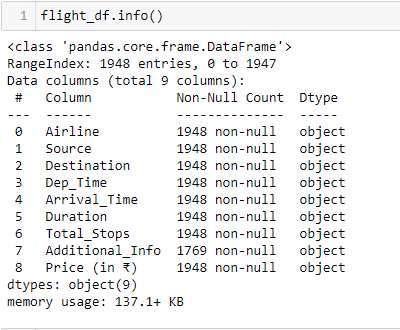 1 flight_df.info()
<class 'pandas.core.frame.DataFrame'>
RangeIndex: 1948 entries, 0 to 1947
Data columns (total 9 columns):
 #   Column           Non-Null Count  Dtype
---  ------           --------------  -----
 0   Airline          1948 non-null   object
 1   Source           1948 non-null   object
 2   Destination      1948 non-null   object
 3   Dep_Time         1948 non-null   object
 4   Arrival_Time     1948 non-null   object
 5   Duration         1948 non-null   object
 6   Total_Stops      1948 non-null   object
 7   Additional_Info  1769 non-null   object
 8   Price (in ₹)     1948 non-null   object
dtypes: object(9)
memory usage: 137.1+ KB